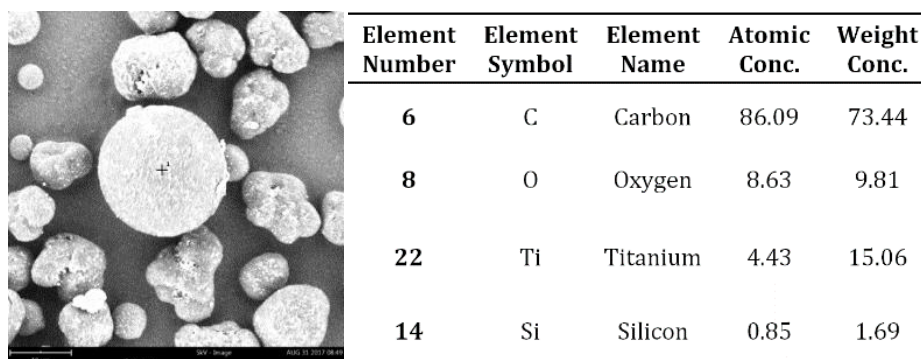 Element Number Element Symbol Element Name Atomic Conc. Weight Conc.
6 C Carbon 86.09 73.44
8 O Oxygen 8.63 9.81
22 Ti Titanium 4.43 15.06
14 Si Silicon 0.85 1.69
5kV - Image AUG 31 2017 08:49